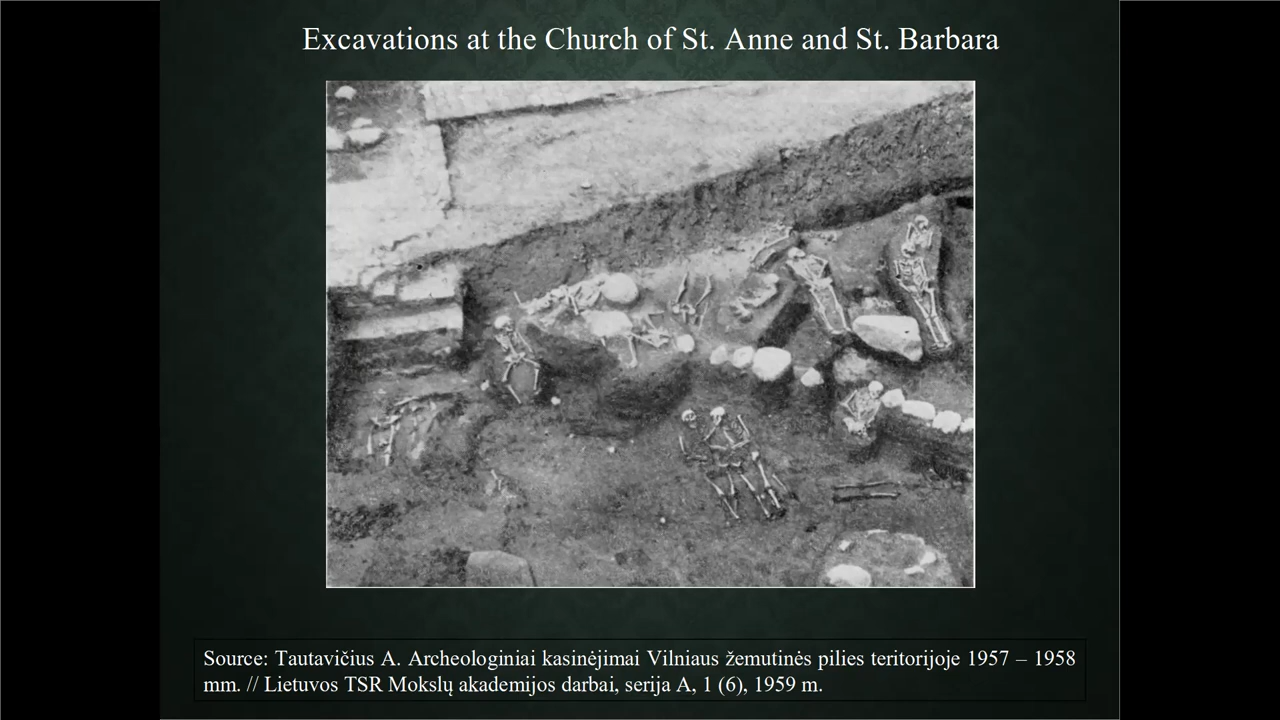 Excavations at the Church of St. Anne and St. Barbara
Source: Tautavičius A. Archeologiniai kasinėjimai Vilniaus žemutinės pilies teritorijoje 1957 – 1958
mm. // Lietuvos TSR Mokslų akademijos darbai, serija A, 1 (6), 1959 m.